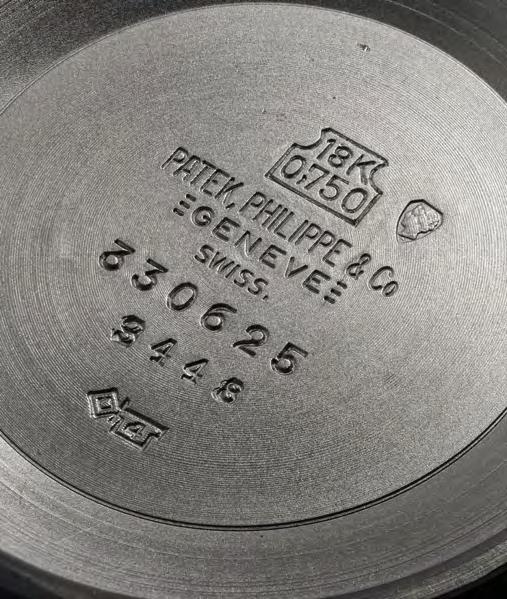 18K
0,750
PATEK, PHILIPPE & Co
GENEVE
SWISS.
330625
3448